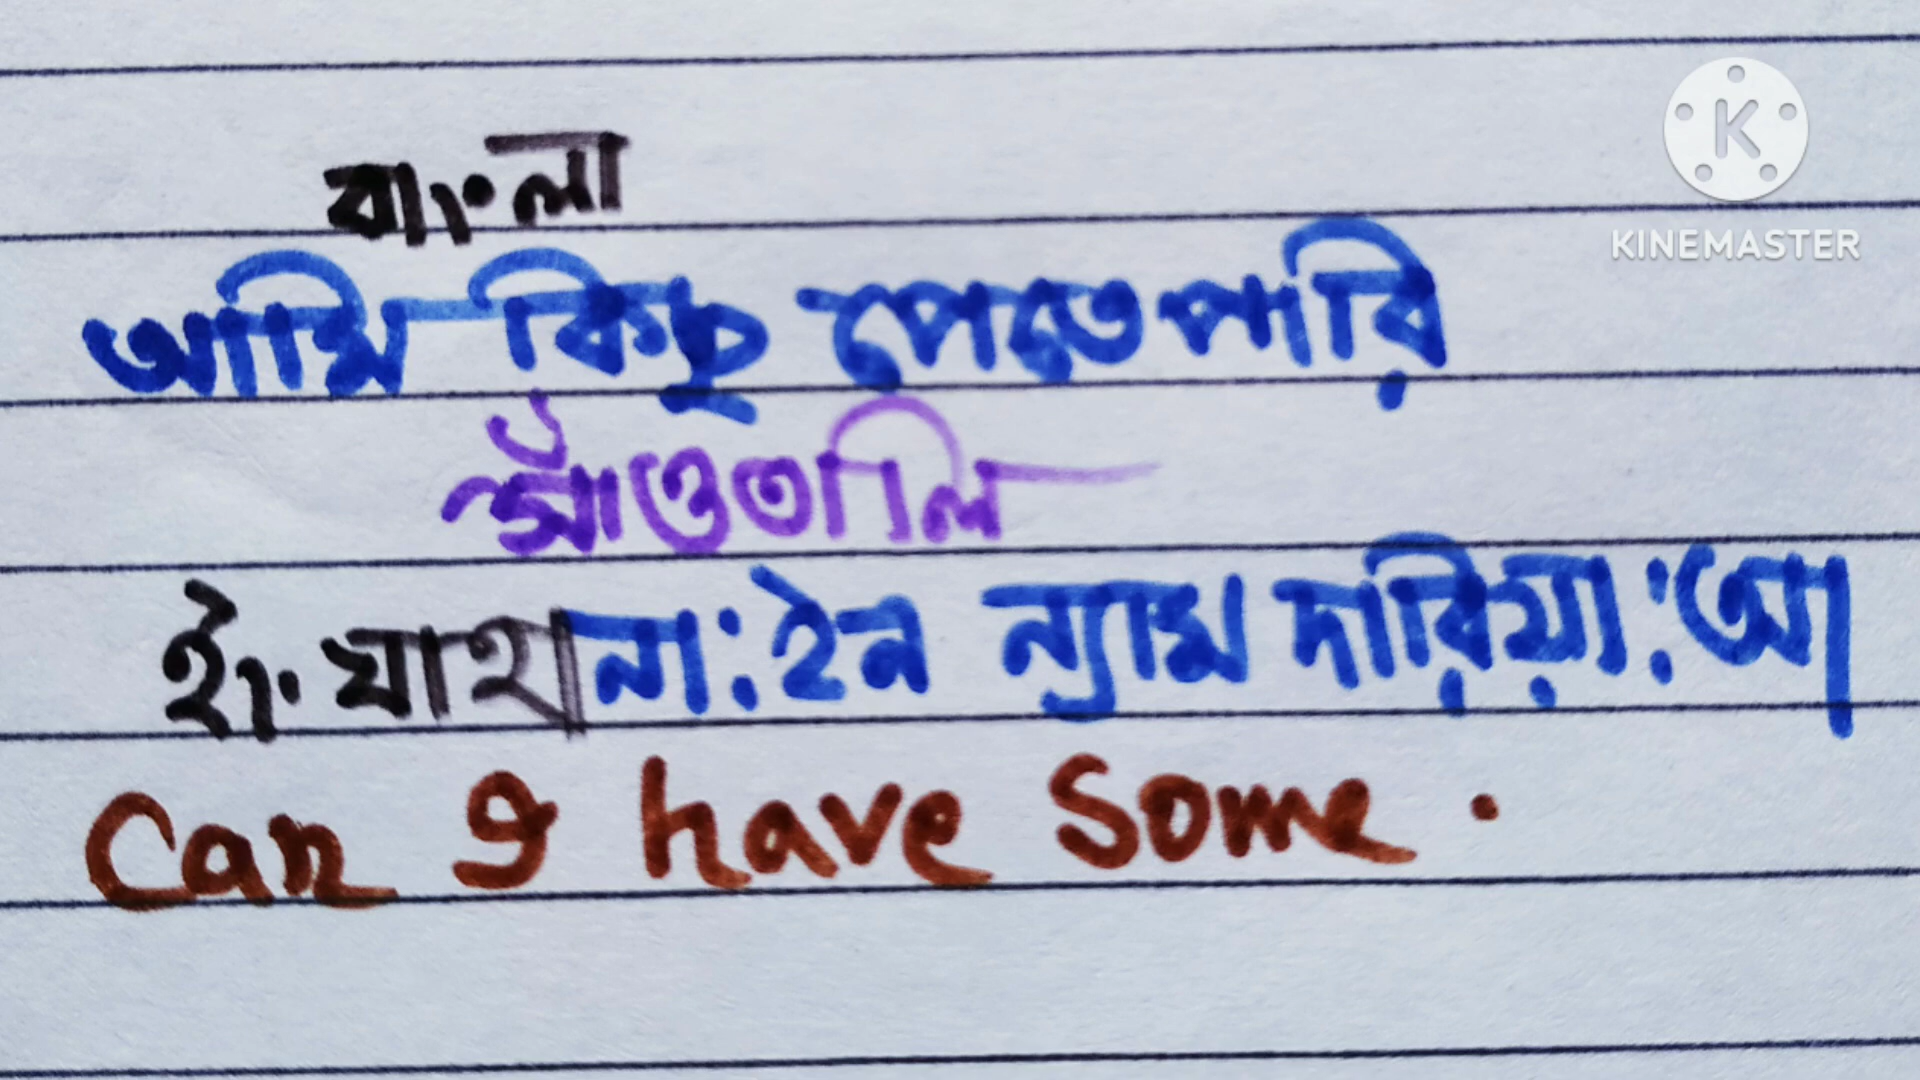 বাংলা
আমি কিছু পেতে পারি
সাঁওতালি
হাং যাহানা:ইন ন্যাম দারিয়া:আ
Can I have some .
KINEMASTER